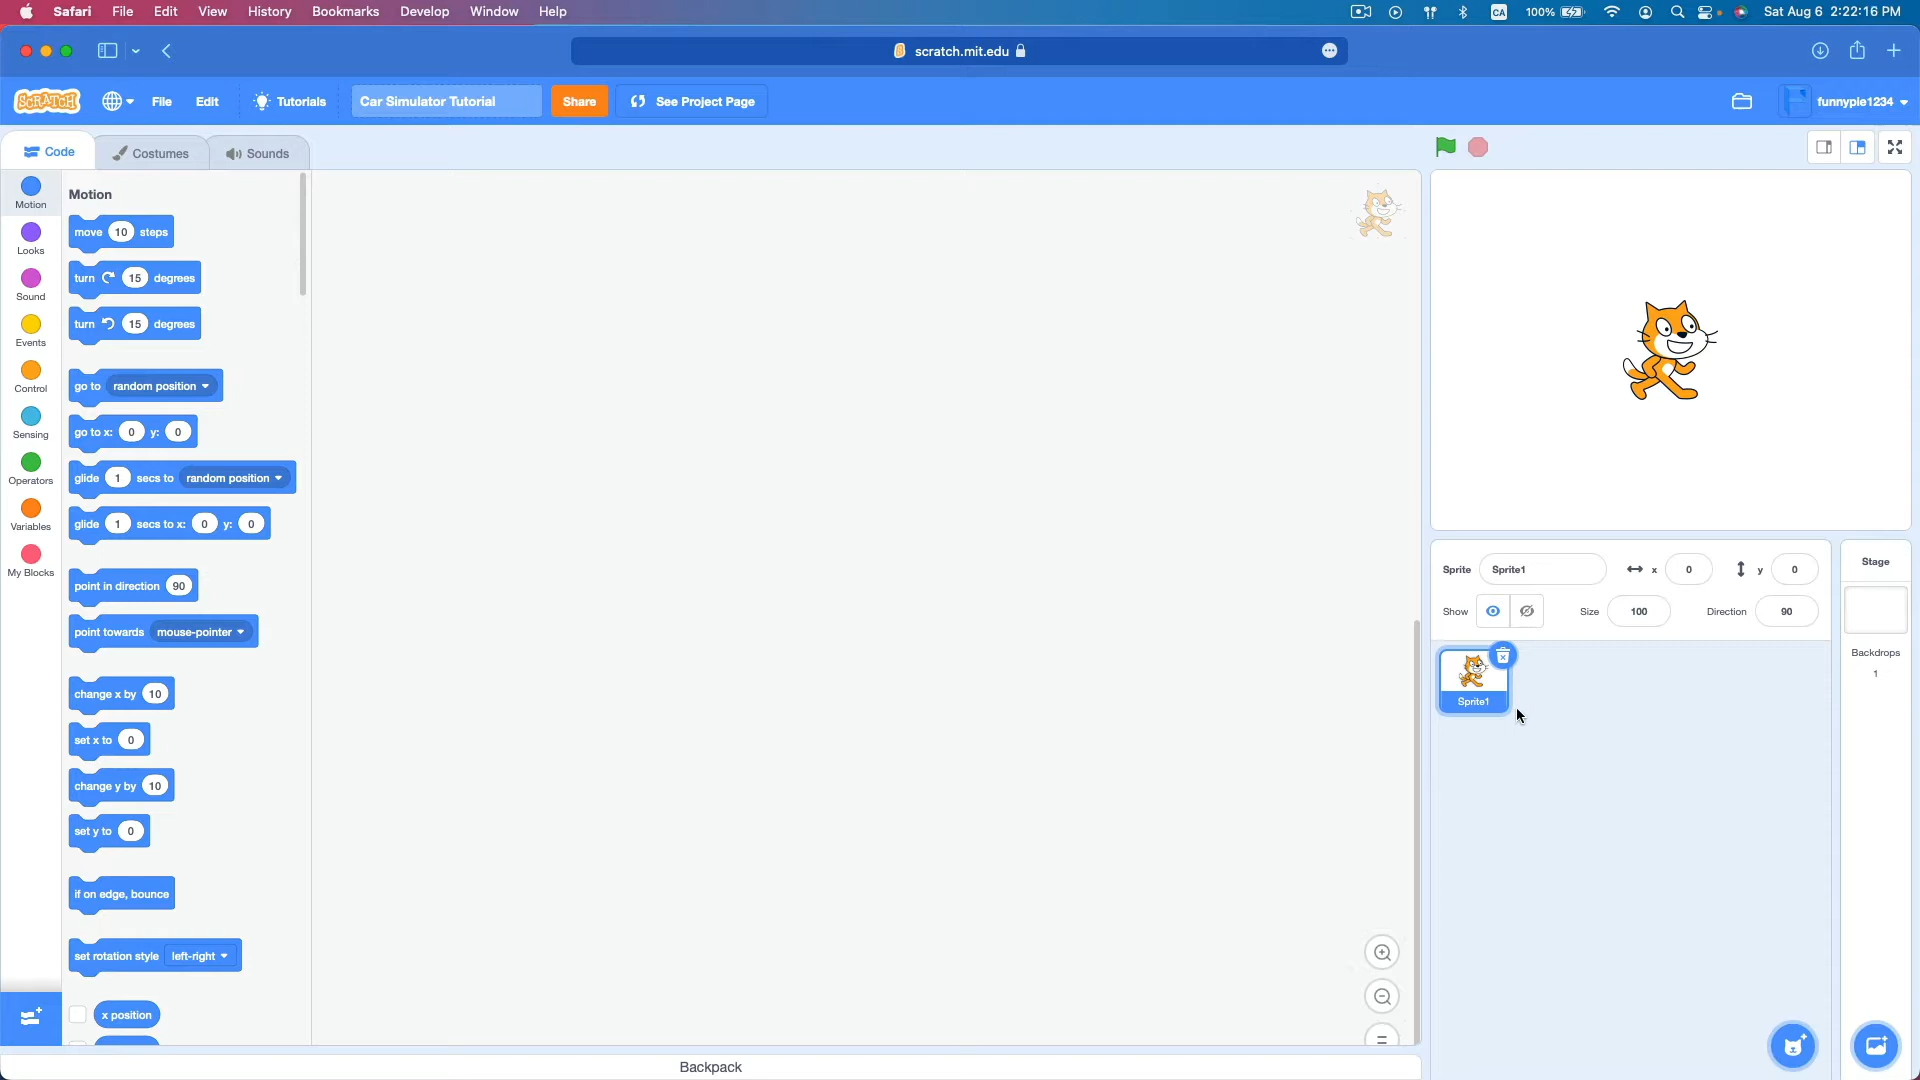 Safari File Edit View History Bookmarks Develop Window Help
CA 100% Sat Aug 6 2:22:16 PM
scratch.mit.edu
SCRATCH File Edit Tutorials Car Simulator Tutorial Share See Project Page funnypie1234
Code Costumes Sounds
Motion
Looks
Sound
Events
Control
Sensing
Operators
Variables
My Blocks
Motion
move 10 steps
turn 15 degrees
turn 15 degrees
go to random position
go to x: 0 y: 0
glide 1 secs to random position
glide 1 secs to x: 0 y: 0
point in direction 90
point towards mouse-pointer
change x by 10
set x to 0
change y by 10
set y to 0
if on edge, bounce
set rotation style left-right
x position
Backpack
Sprite Sprite1 x 0 y 0
Show Size 100 Direction 90
Sprite1
Stage
Backdrops
1